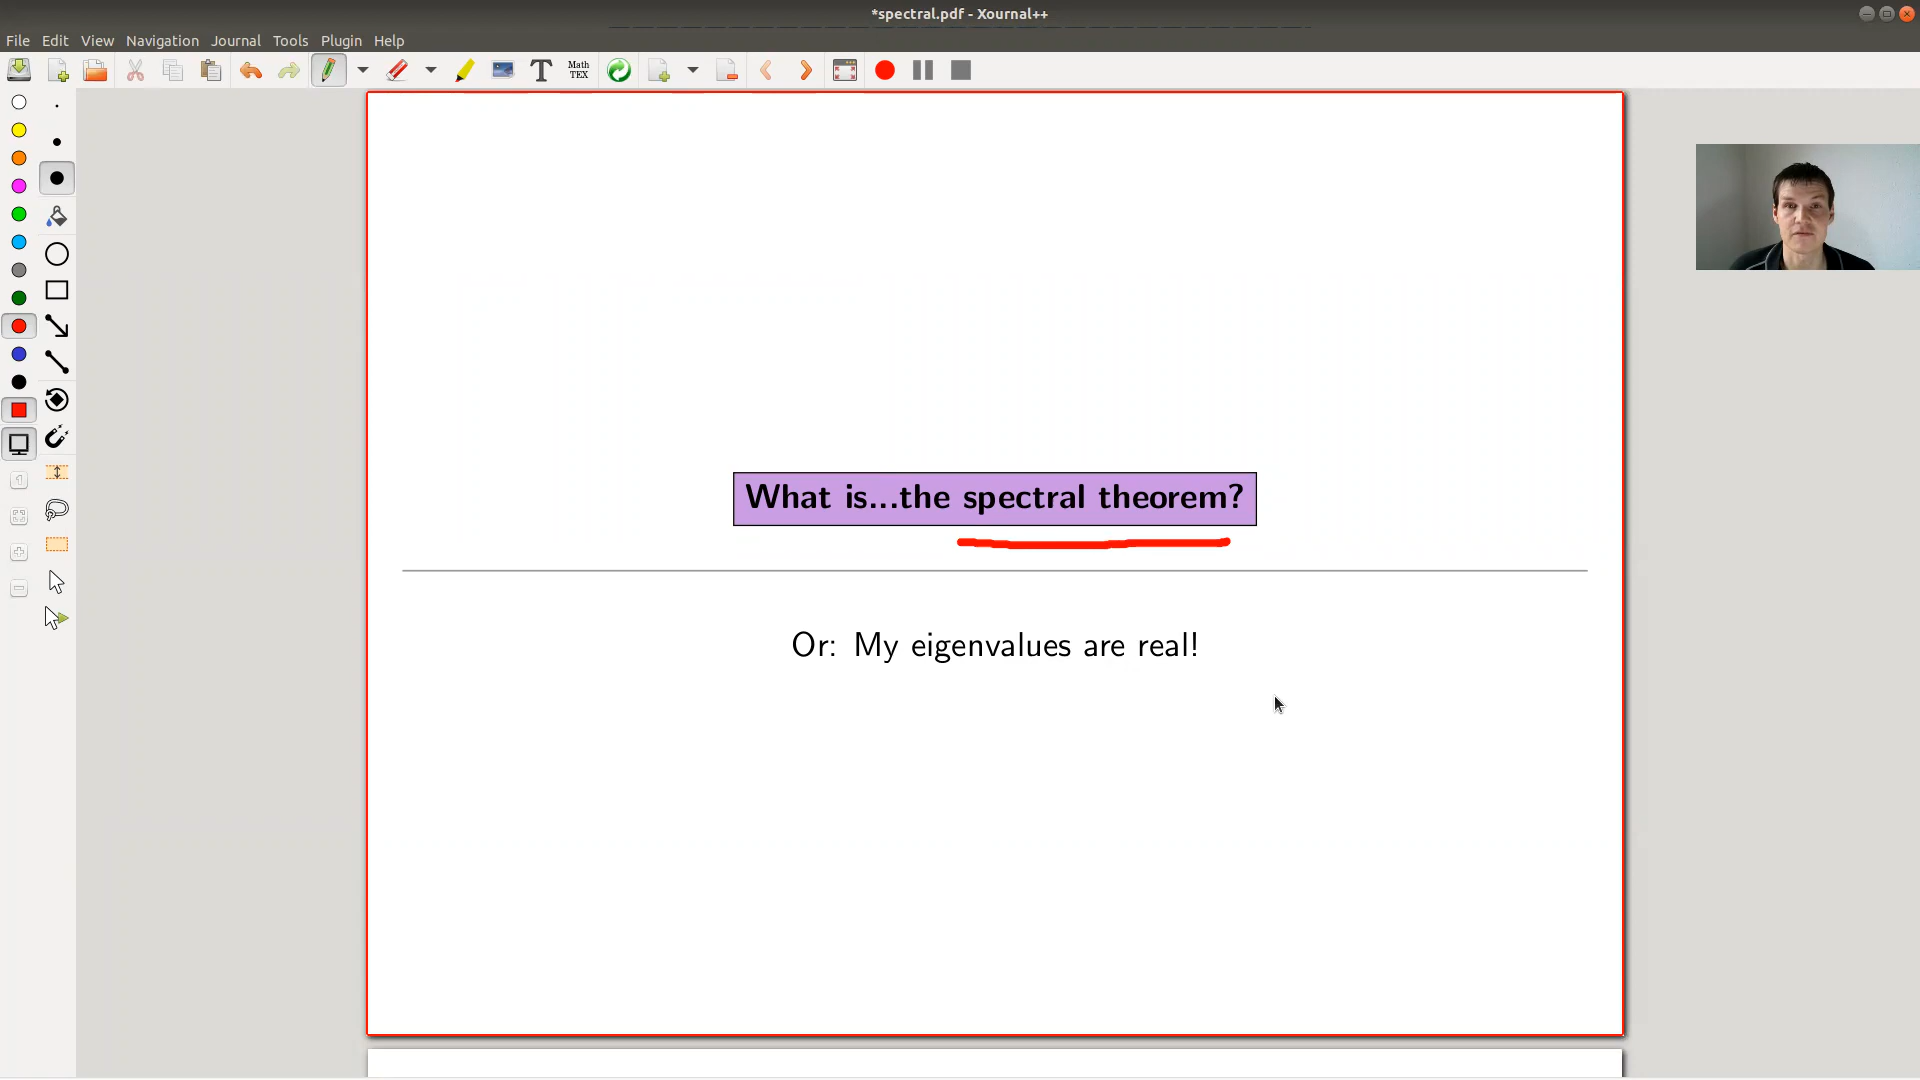 *spectral.pdf - Xournal++
File Edit View Navigation Journal Tools Plugin Help
Math
TEX
What is...the spectral theorem?
Or: My eigenvalues are real!